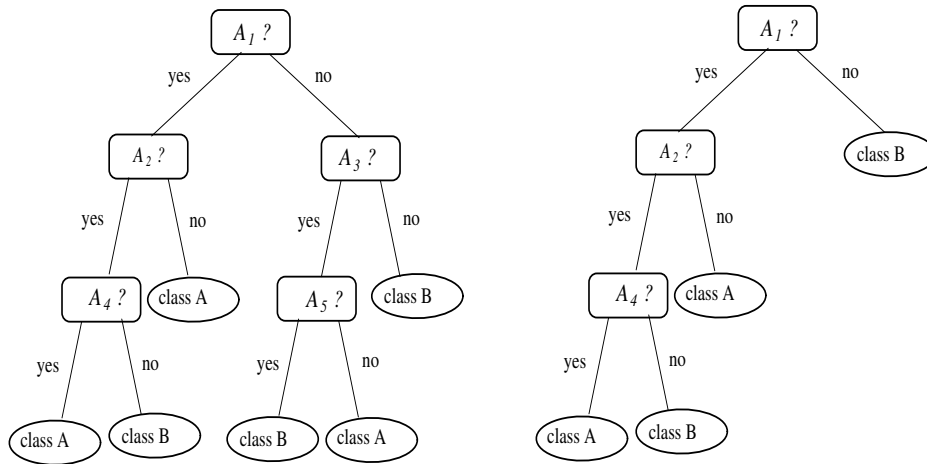 A1 ?
yes
no
A2 ?
A3 ?
yes
no
yes
no
A4 ?
class A
A5 ?
class B
yes
no
yes
no
class A
class B
class B
class A
A1 ?
yes
no
A2 ?
class B
yes
no
A4 ?
class A
yes
no
class A
class B